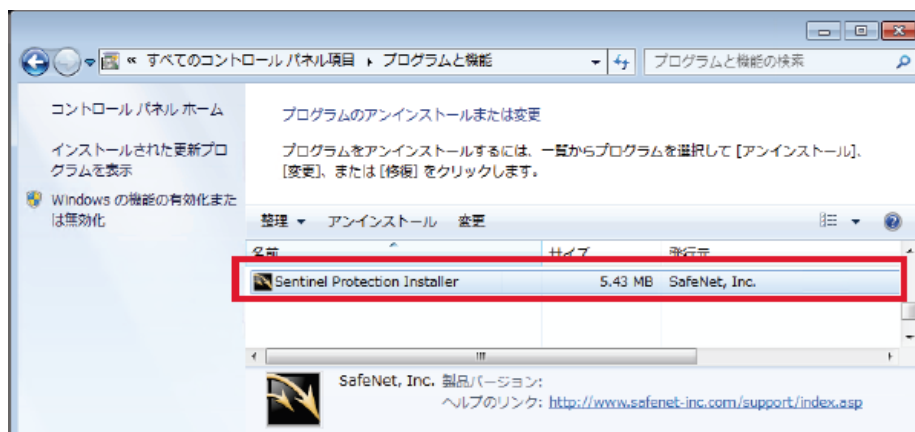 « すべてのコントロール パネル項目 ▸ プログラムと機能
プログラムと機能の検索
コントロール パネル ホーム
インストールされた更新プロ
グラムを表示
Windows の機能の有効化また
は無効化
プログラムのアンインストールまたは変更
プログラムをアンインストールするには、一覧からプログラムを選択して [アンインストール]、
[変更]、または [修復] をクリックします。
整理 ▼ アンインストール 変更
名前 サイズ 発行元
Sentinel Protection Installer 5.43 MB SafeNet, Inc.
SafeNet, Inc. 製品バージョン:
ヘルプのリンク: http://www.safenet-inc.com/support/index.asp